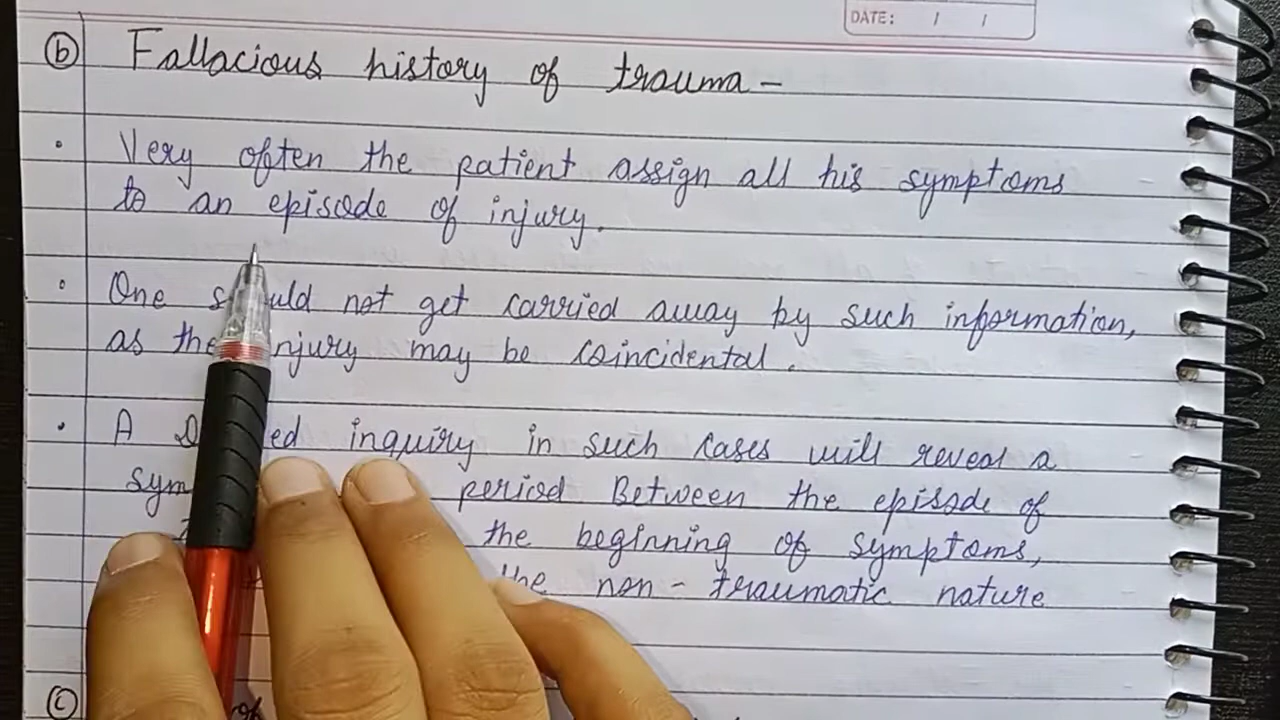 DATE: / /
(b) Fallacious history of trauma -
• Very often the patient assign all his symptoms
to an episode of injury.
• One should not get carried away by such information,
as the injury may be coincidental.
• A inquiry in such cases will reveal a
period Between the episode of
the beginning of symptoms,
the non - traumatic nature
(c) of